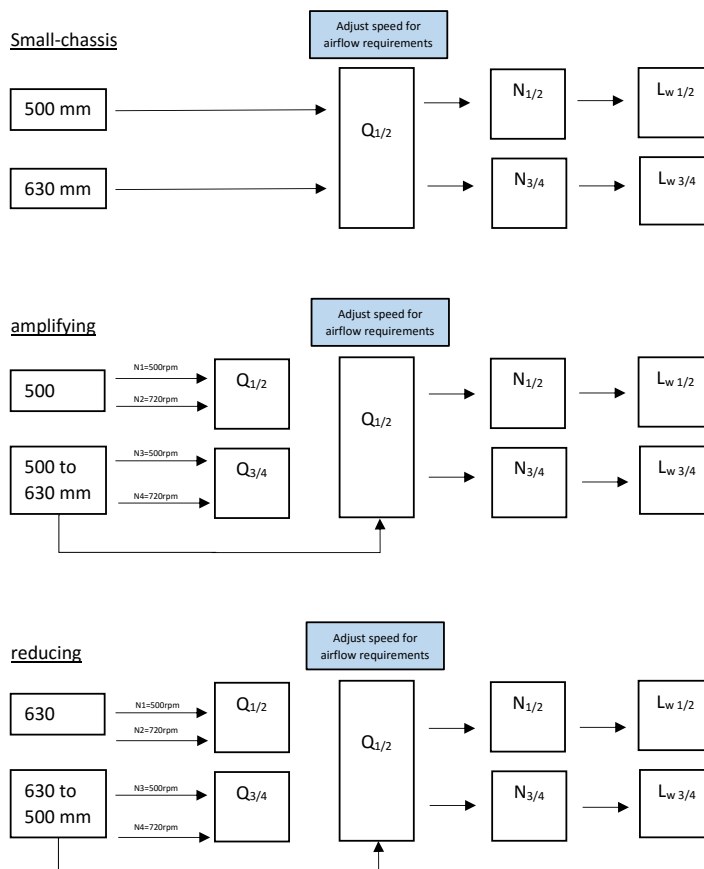 Small-chassis
Adjust speed for
airflow requirements
500 mm
Q1/2
N1/2
Lw 1/2
630 mm
N3/4
Lw 3/4
amplifying
Adjust speed for
airflow requirements
500
N1=500rpm
N2=720rpm
Q1/2
Q1/2
N1/2
Lw 1/2
500 to
630 mm
N3=500rpm
N4=720rpm
Q3/4
N3/4
Lw 3/4
reducing
Adjust speed for
airflow requirements
630
N1=500rpm
N2=720rpm
Q1/2
Q1/2
N1/2
Lw 1/2
630 to
500 mm
N3=500rpm
N4=720rpm
Q3/4
N3/4
Lw 3/4